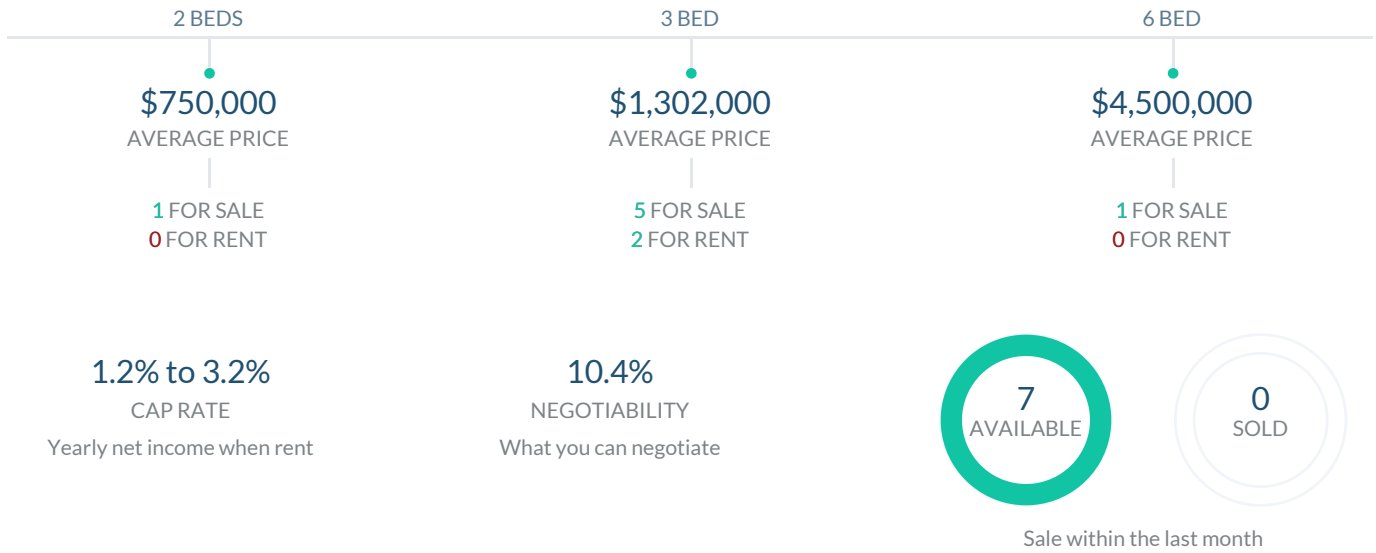 2 BEDS
3 BED
6 BED
$750,000
AVERAGE PRICE
1 FOR SALE
0 FOR RENT
$1,302,000
AVERAGE PRICE
5 FOR SALE
2 FOR RENT
$4,500,000
AVERAGE PRICE
1 FOR SALE
0 FOR RENT
1.2% to 3.2%
CAP RATE
Yearly net income when rent
10.4%
NEGOTIABILITY
What you can negotiate
7
AVAILABLE
0
SOLD
Sale within the last month